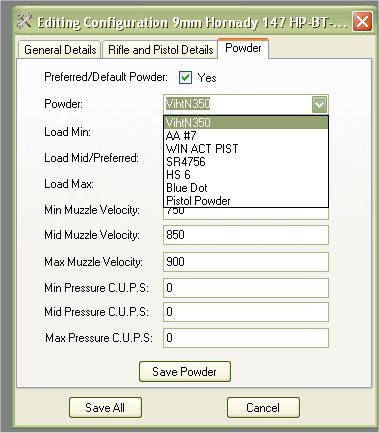 Editing Configuration 9mm Hornady 147 HP-BT-...
General Details Rifle and Pistol Details Powder
Preferred/Default Powder: Yes
Powder: VihtN350
VihtN350
Load Min: AA #7
WIN ACT PIST
Load Mid/Preferred: SR4756
HS 6
Load Max: Blue Dot
Pistol Powder
Min Muzzle Velocity: 750
Mid Muzzle Velocity: 850
Max Muzzle Velocity: 900
Min Pressure C.U.P.S: 0
Mid Pressure C.U.P.S: 0
Max Pressure C.U.P.S: 0
Save Powder
Save All Cancel